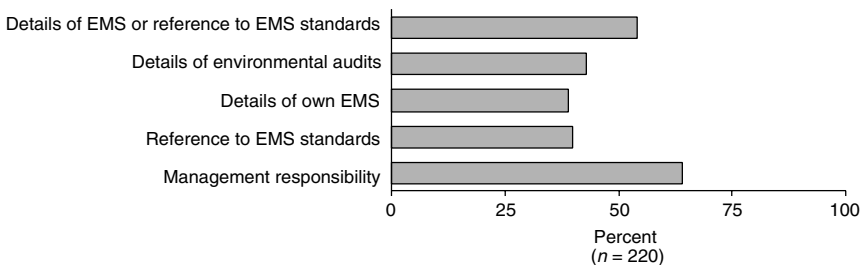 Details of EMS or reference to EMS standards
Details of environmental audits
Details of own EMS
Reference to EMS standards
Management responsibility
0 25 50 75 100
Percent
(n = 220)